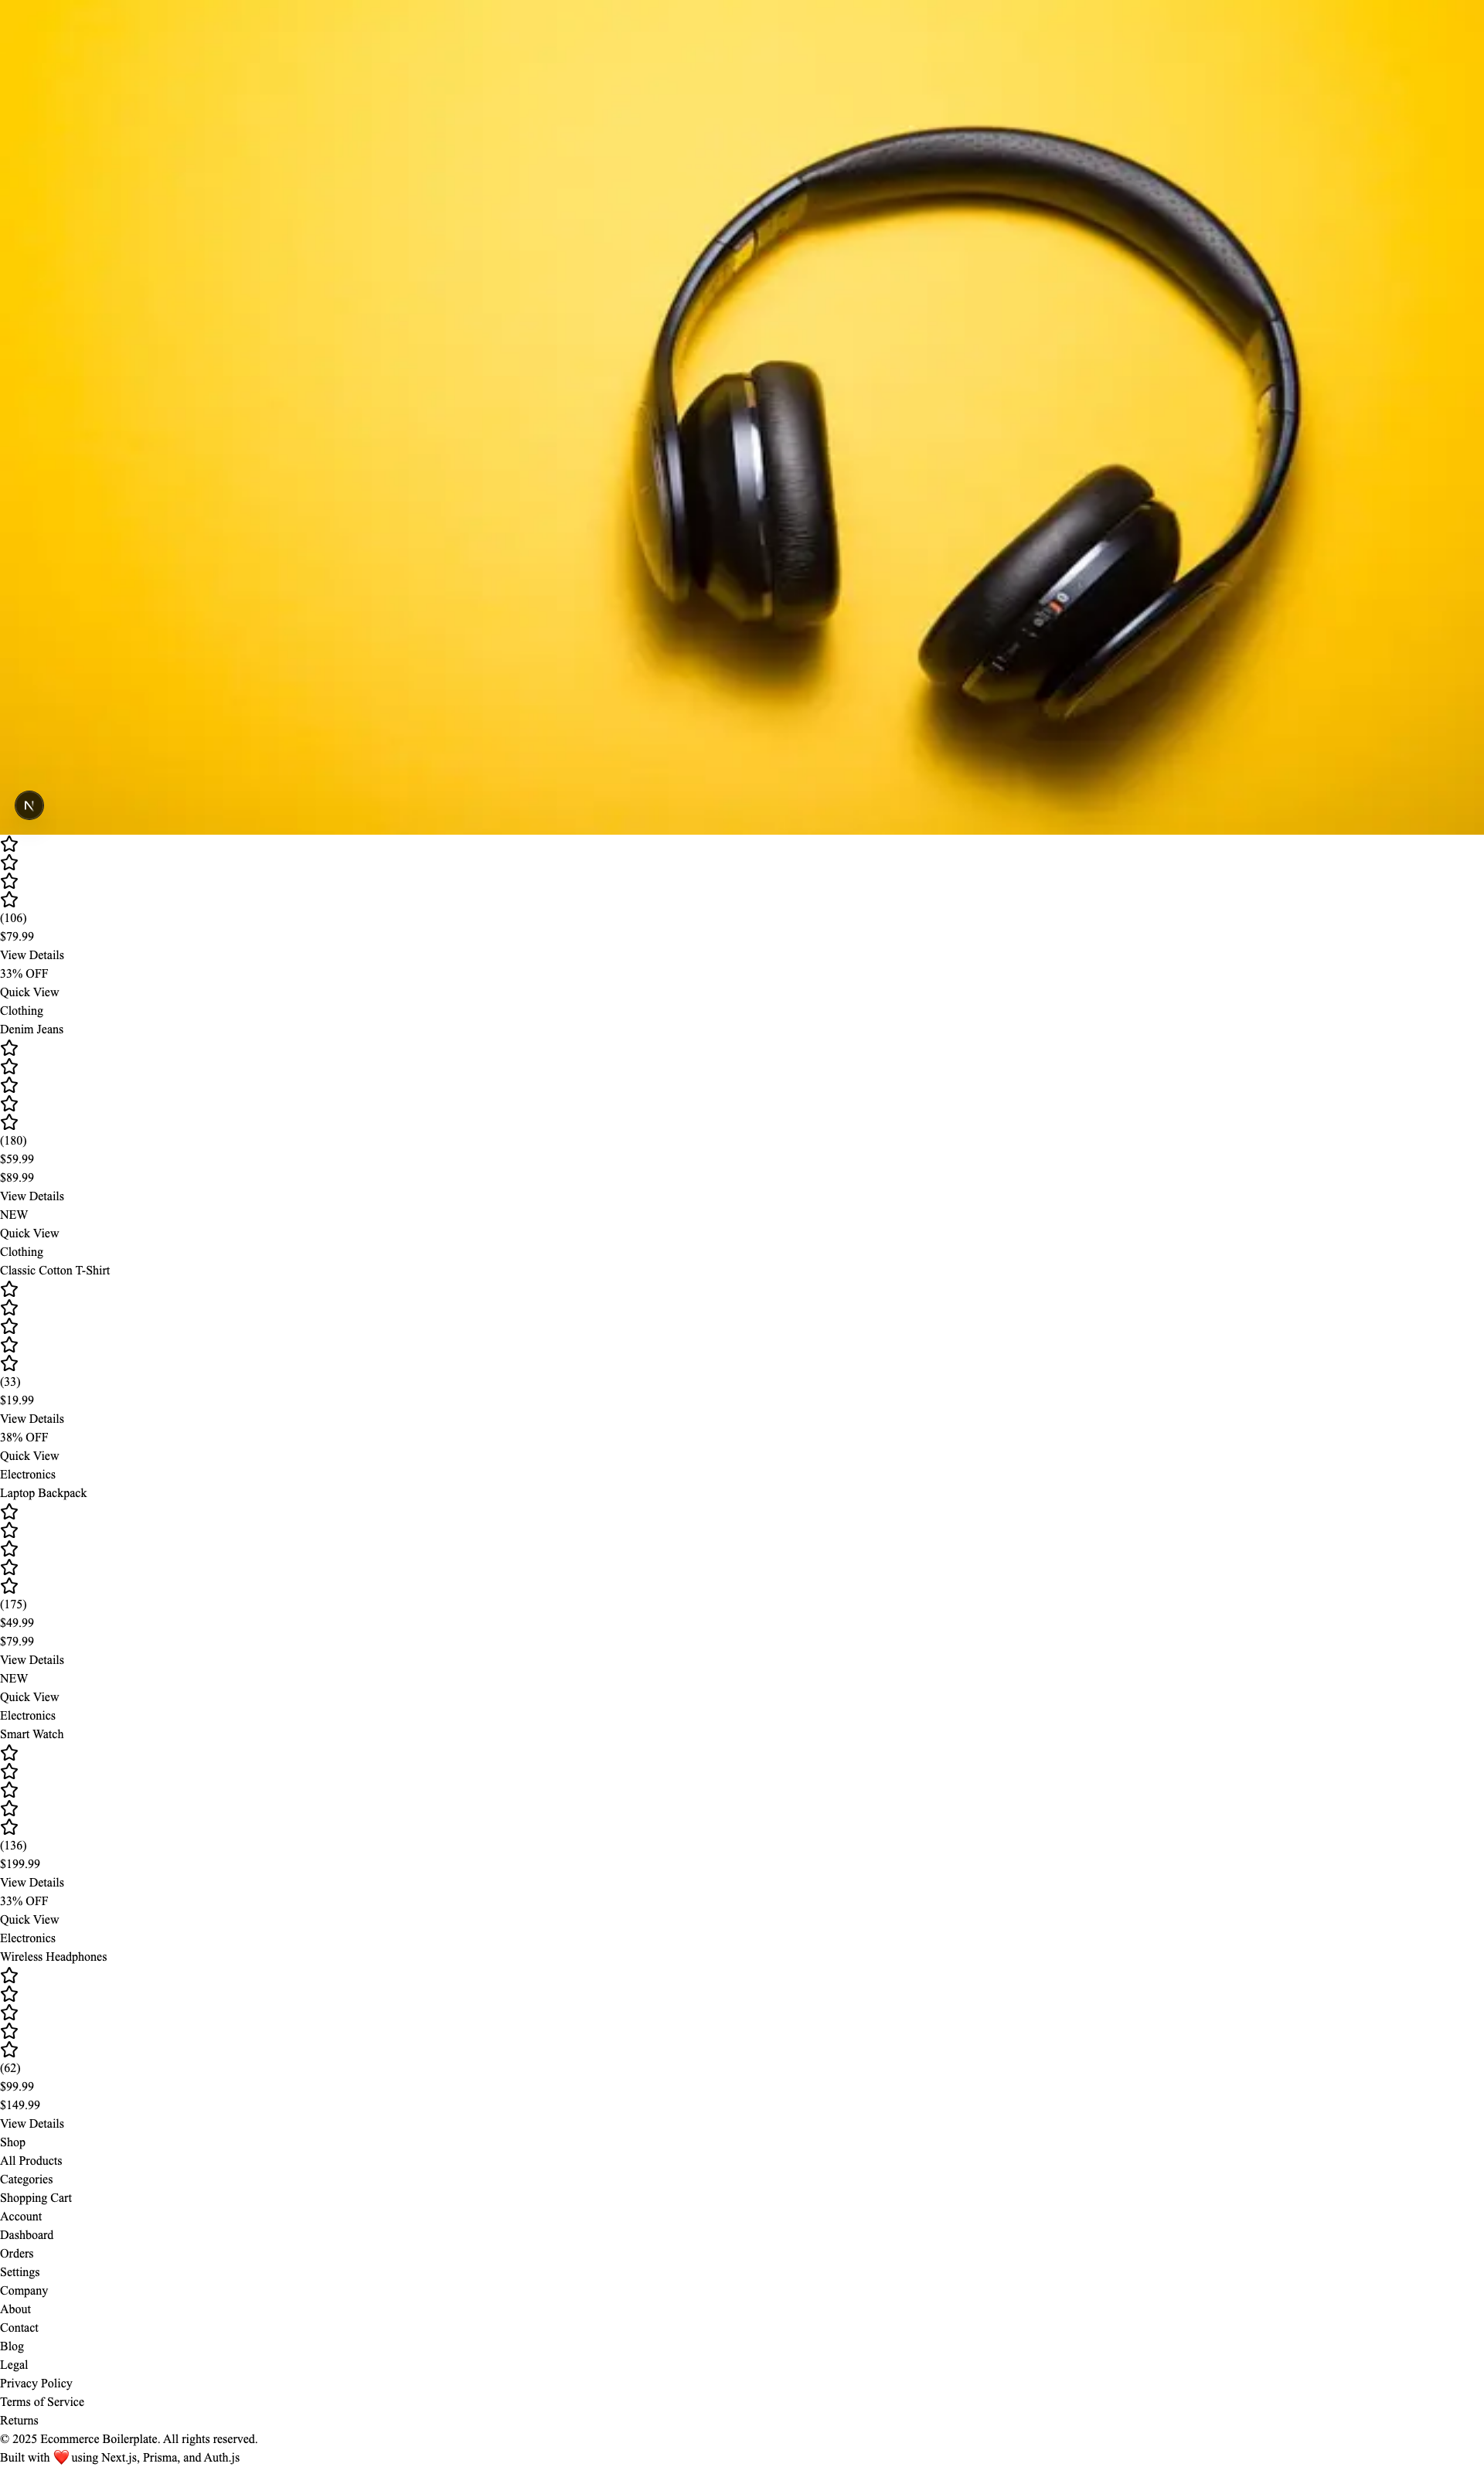 N
(106)
$79.99
View Details
33% OFF
Quick View
Clothing
Denim Jeans
(180)
$59.99
$89.99
View Details
NEW
Quick View
Clothing
Classic Cotton T-Shirt
(33)
$19.99
View Details
38% OFF
Quick View
Electronics
Laptop Backpack
(175)
$49.99
$79.99
View Details
NEW
Quick View
Electronics
Smart Watch
(136)
$199.99
View Details
33% OFF
Quick View
Electronics
Wireless Headphones
(62)
$99.99
$149.99
View Details
Shop
All Products
Categories
Shopping Cart
Account
Dashboard
Orders
Settings
Company
About
Contact
Blog
Legal
Privacy Policy
Terms of Service
Returns
© 2025 Ecommerce Boilerplate. All rights reserved.
Built with ❤️ using Next.js, Prisma, and Auth.js